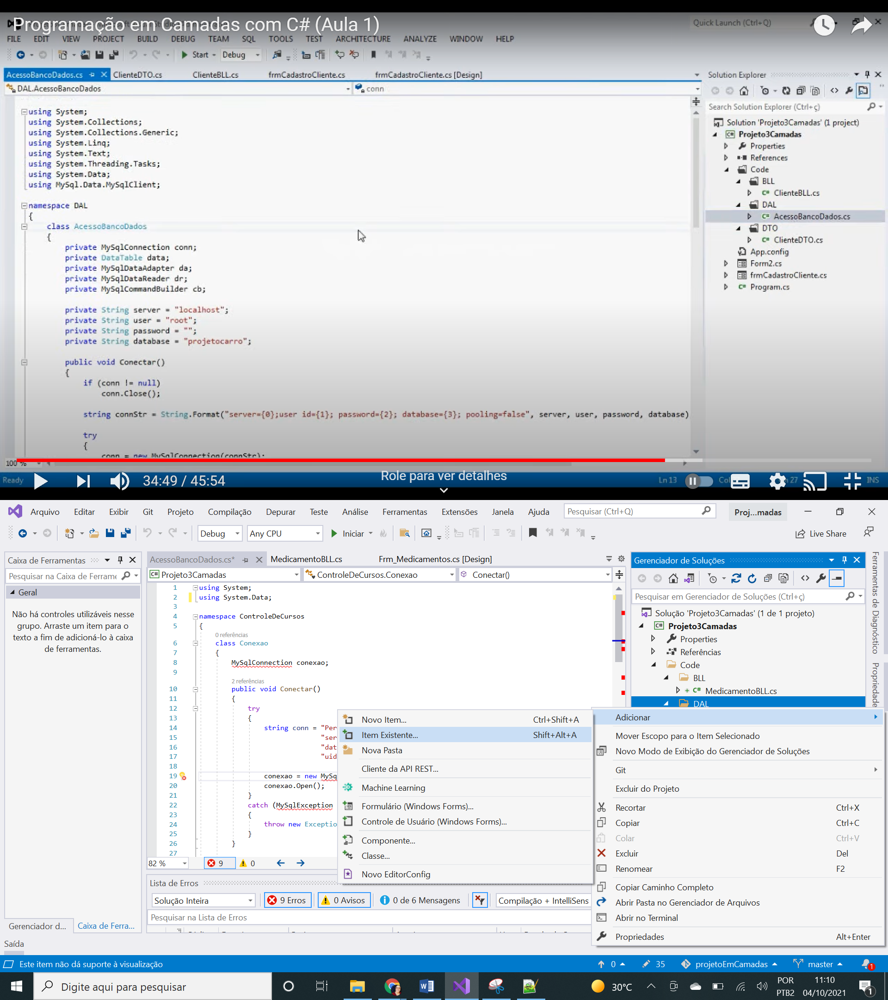 Programação em Camadas com C# (Aula 1)
Quick Launch (Ctrl+Q)
FILE EDIT VIEW PROJECT BUILD DEBUG TEAM SQL TOOLS TEST ARCHITECTURE ANALYZE WINDOW HELP
Start Debug
AcessoBancoDados.cs ClienteDTO.cs ClienteBLL.cs frmCadastroCliente.cs frmCadastroCliente.cs [Design]
DAL.AcessoBancoDados conn
using System;
using System.Collections;
using System.Collections.Generic;
using System.Linq;
using System.Text;
using System.Threading.Tasks;
using System.Data;
using MySql.Data.MySqlClient;
namespace DAL
{
class AcessoBancoDados
{
private MySqlConnection conn;
private DataTable data;
private MySqlDataAdapter da;
private MySqlDataReader dr;
private MySqlCommandBuilder cb;
private String server = "localhost";
private String user = "root";
private String password = "";
private String database = "projetocarro";
public void Conectar()
{
if (conn != null)
conn.Close();
string connStr = String.Format("server={0};user id={1}; password={2}; database={3}; pooling=false", server, user, password, database)
try
{
conn = new MySqlConnection(connStr);
100 %
Solution Explorer
Search Solution Explorer (Ctrl+ç)
Solution 'Projeto3Camadas' (1 project)
Projeto3Camadas
Properties
References
Code
BLL
ClienteBLL.cs
DAL
AcessoBancoDados.cs
DTO
ClienteDTO.cs
App.config
Form2.cs
frmCadastroCliente.cs
Program.cs
Ready 34:49 / 45:54 Role para ver detalhes Ln 13 Col 27 INS
Arquivo Editar Exibir Git Projeto Compilação Depurar Teste Análise Ferramentas Extensões Janela Ajuda Pesquisar (Ctrl+Q) Proj...madas
Debug Any CPU Iniciar Live Share
Caixa de Ferramentas
Pesquisar na Caixa de Ferrame
Geral
Não há controles utilizáveis nesse
grupo. Arraste um item para o
texto a fim de adicioná-lo à caixa
de ferramentas.
Gerenciador d... Caixa de Ferra...
AcessoBancoDados.cs* MedicamentoBLL.cs Frm_Medicamentos.cs [Design]
Projeto3Camadas ControleDeCursos.Conexao Conectar()
1 using System;
2 using System.Data;
3
4 namespace ControleDeCursos
5 {
0 referências
6 class Conexao
7 {
8 MySqlConnection conexao;
9
2 referências
10 public void Conectar()
11 {
12 try
13 {
14 string conn = "Per
15 "ser
16 "dat
17 "uid
18
19 conexao = new MySq
20 conexao.Open();
21 }
22 catch (MySqlException
23 {
24 throw new Exceptio
25 }
26 }
27
82 % 9 0
Lista de Erros
Solução Inteira 9 Erros 0 Avisos 0 de 6 Mensagens Compilação + IntelliSens
Pesquisar na Lista de Erros
Gerenciador de Soluções
Pesquisar em Gerenciador de Soluções (Ctrl+ç)
Solução 'Projeto3Camadas' (1 de 1 projeto)
Projeto3Camadas
Properties
Referências
Code
BLL
MedicamentoBLL.cs
DAL
Ferramentas de Diagnóstico
Propriedade
Novo Item... Ctrl+Shift+A
Item Existente... Shift+Alt+A
Nova Pasta
Cliente da API REST...
Machine Learning
Formulário (Windows Forms)...
Controle de Usuário (Windows Forms)...
Componente...
Classe...
Novo EditorConfig
Adicionar
Mover Escopo para o Item Selecionado
Novo Modo de Exibição do Gerenciador de Soluções
Git
Excluir do Projeto
Recortar Ctrl+X
Copiar Ctrl+C
Colar Ctrl+V
Excluir Del
Renomear F2
Copiar Caminho Completo
Abrir Pasta no Gerenciador de Arquivos
Abrir no Terminal
Propriedades Alt+Enter
Saída
Este item não dá suporte à visualização 0 35 projetoEmCamadas master 1
Digite aqui para pesquisar 30°C POR 11:10
PTB2 04/10/2021 1